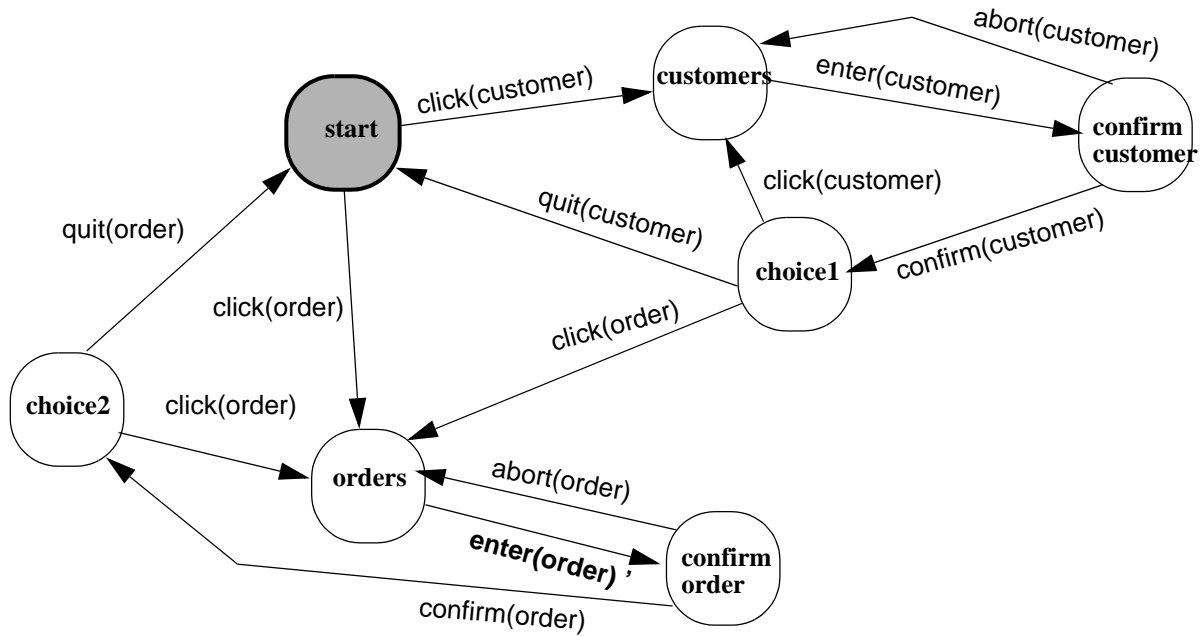 abort(customer)
customers
enter(customer)
click(customer)
start
confirm
customer
click(customer)
quit(customer)
quit(order)
confirm(customer)
choice1
click(order)
click(order)
choice2
click(order)
orders
abort(order)
enter(order) ,
confirm
order
confirm(order)